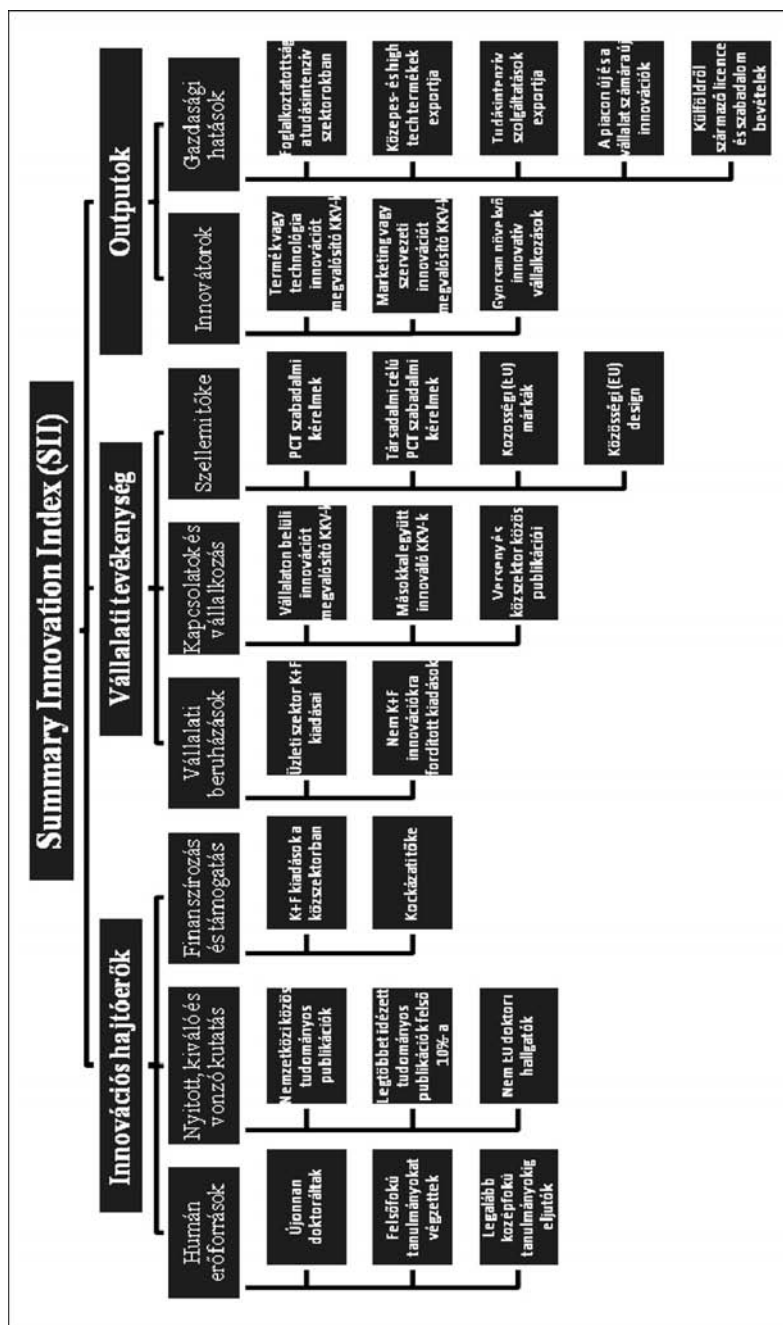 Summary Innovation Index (SII)
Innovációs hajtóerők
Vállalati tevékenység
Outputok
Humán
erőforrások
Nyitott, kiváló és
vonzó kutatás
Finanszírozás
és támogatás
Vállalati
beruházások
Kapcsolatok és
vállalkozás
Szellemi tőke
Innovátorok
Gazdasági
hatások
Újonnan
doktoráltak
Felsőfokú
tanulmányokat
végzettek
Legalább
középfokú
tanulmányokig
eljutók
Nemzetközi közös
tudományos
publikációk
Legtöbbet idézett
tudományos
publikációk felső
10%-a
Nem EU doktori
hallgatók
K+F kiadások a
közszektorban
Kockázati tőke
Üzleti szektor K+F
kiadásai
Nem K+F
innovációkra
fordított kiadások
Vállalaton belüli
innovációt
megvalósító KKV-k
Másokkal együtt
innováló KKV-k
Verseny és
közszektor közös
publikációi
PCT szabadalmi
kérelmek
Társadalmi célú
PCT szabadalmi
kérelmek
Közösségi (EU)
márkák
Közösségi (EU)
design
Termék vagy
technológia
innovációt
megvalósító KKV-k
Marketing vagy
szervezeti
innovációt
megvalósító KKV-k
Gyorsan növekvő
innovatív
vállalkozások
Foglalkoztatottság
a tudásintenzív
szektorokban
Közepes- és high
tech termékek
exportja
Tudásintenzív
szolgáltatások
exportja
A piacon új és a
vállalat számára új
innovációk
Külföldről
származó licence
és szabadalom
bevételek